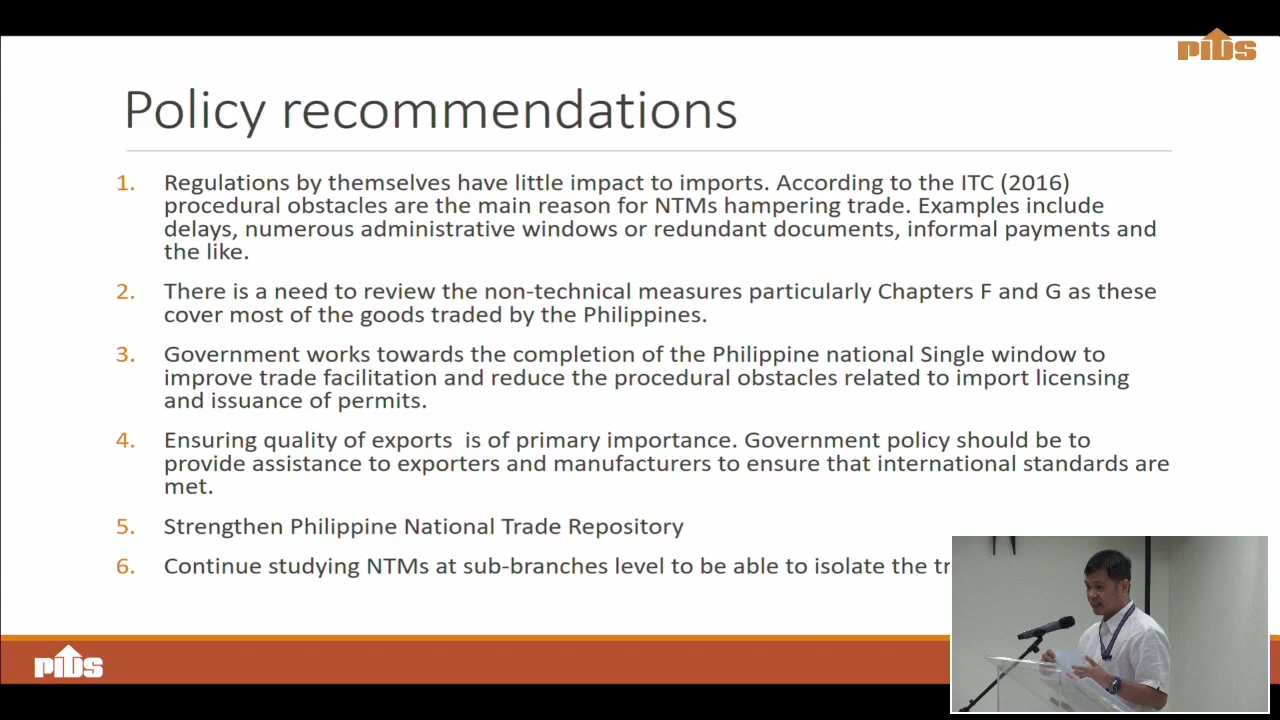 PIDS
Policy recommendations
1. Regulations by themselves have little impact to imports. According to the ITC (2016)
procedural obstacles are the main reason for NTMs hampering trade. Examples include
delays, numerous administrative windows or redundant documents, informal payments and
the like.
2. There is a need to review the non-technical measures particularly Chapters F and G as these
cover most of the goods traded by the Philippines.
3. Government works towards the completion of the Philippine national Single window to
improve trade facilitation and reduce the procedural obstacles related to import licensing
and issuance of permits.
4. Ensuring quality of exports  is of primary importance. Government policy should be to
provide assistance to exporters and manufacturers to ensure that international standards are
met.
5. Strengthen Philippine National Trade Repository
6. Continue studying NTMs at sub-branches level to be able to isolate the
PIDS